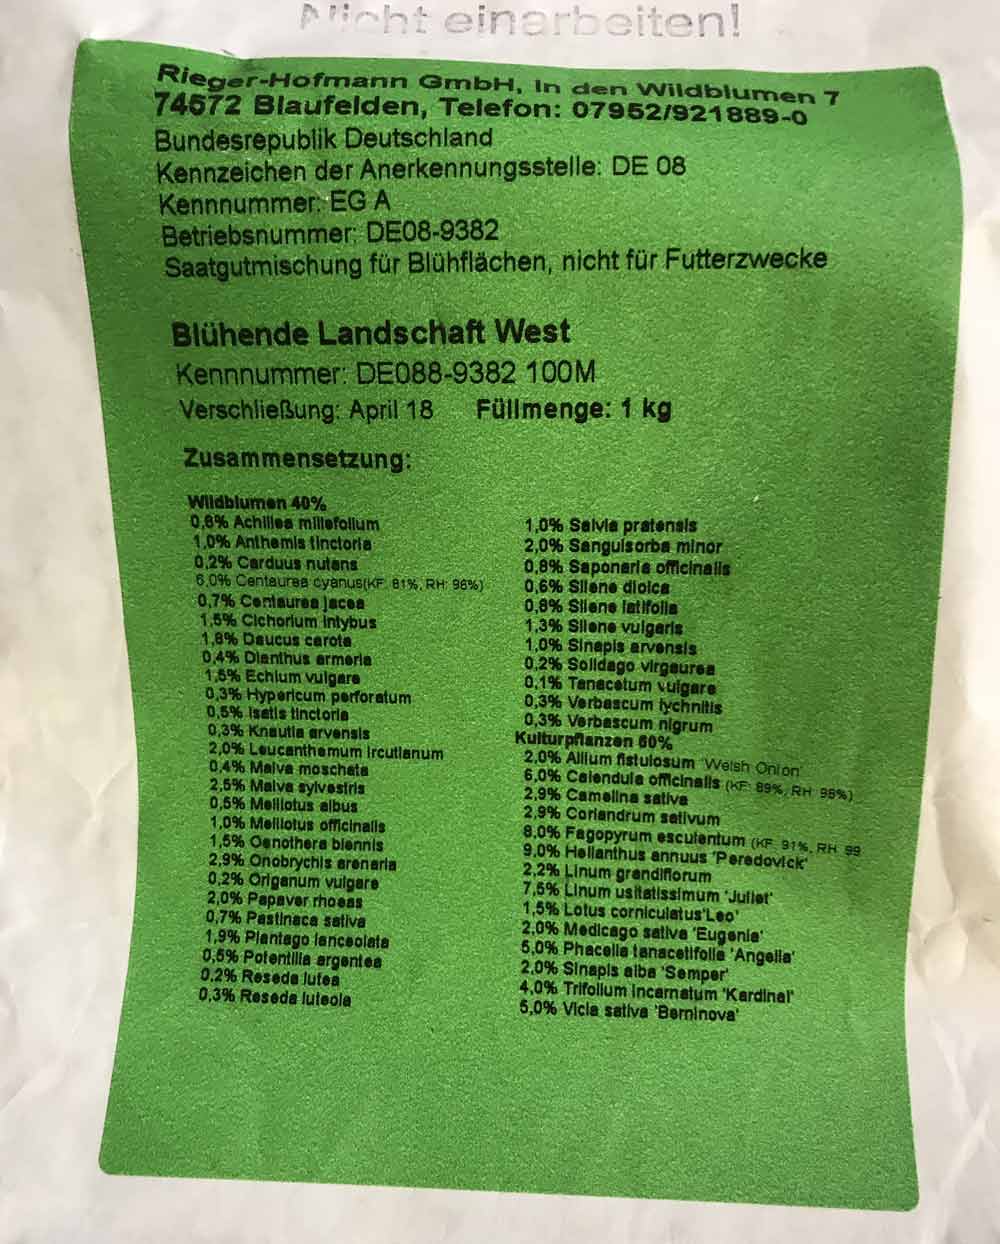 Nicht einarbeiten!
Rieger-Hofmann GmbH, In den Wildblumen 7
74572 Blaufelden, Telefon: 07952/921889-0
Bundesrepublik Deutschland
Kennzeichen der Anerkennungsstelle: DE 08
Kennnummer: EG A
Betriebsnummer: DE08-9382
Saatgutmischung für Blühflächen, nicht für Futterzwecke
Blühende Landschaft West
Kennnummer: DE088-9382 100M
Verschließung: April 18 Füllmenge: 1 kg
Zusammensetzung:
Wildblumen 40%
0,6% Achillea millefolium
1,0% Anthemis tinctoria
0,2% Carduus nutans
6,0% Centaurea cyanus(KF: 81%, RH: 96%)
0,7% Centaurea jacea
1,5% Cichorium intybus
1,8% Daucus carota
0,4% Dianthus armeria
1,5% Echium vulgare
0,3% Hypericum perforatum
0,5% Isatis tinctoria
0,3% Knautia arvensis
2,0% Leucanthemum ircutianum
0,4% Malva moschata
2,5% Malva sylvestris
0,5% Melilotus albus
1,0% Melilotus officinalis
1,5% Oenothera biennis
2,9% Onobrychis arenaria
0,2% Origanum vulgare
2,0% Papaver rhoeas
0,7% Pastinaca sativa
1,9% Plantago lanceolata
0,5% Potentilla argentea
0,2% Reseda lutea
0,3% Reseda luteola
1,0% Salvia pratensis
2,0% Sanguisorba minor
0,8% Saponaria officinalis
0,6% Silene dioica
0,8% Silene latifolia
1,3% Silene vulgaris
1,0% Sinapis arvensis
0,2% Solidago virgaurea
0,1% Tanacetum vulgare
0,3% Verbascum lychnitis
0,3% Verbascum nigrum
Kulturpflanzen 60%
2,0% Allium fistulosum 'Welsh Onion'
6,0% Calendula officinalis (KF: 89%, RH: 98%)
2,9% Camelina sativa
2,9% Coriandrum sativum
8,0% Fagopyrum esculentum (KF: 91%, RH: 99
9,0% Helianthus annuus 'Peredovick'
2,2% Linum grandiflorum
7,5% Linum usitatissimum 'Juliet'
1,5% Lotus corniculatus'Leo'
2,0% Medicago sativa 'Eugenia'
5,0% Phacelia tanacetifolia 'Angelia'
2,0% Sinapis alba 'Semper'
4,0% Trifolium incarnatum 'Kardinal'
5,0% Vicia sativa 'Berninova'